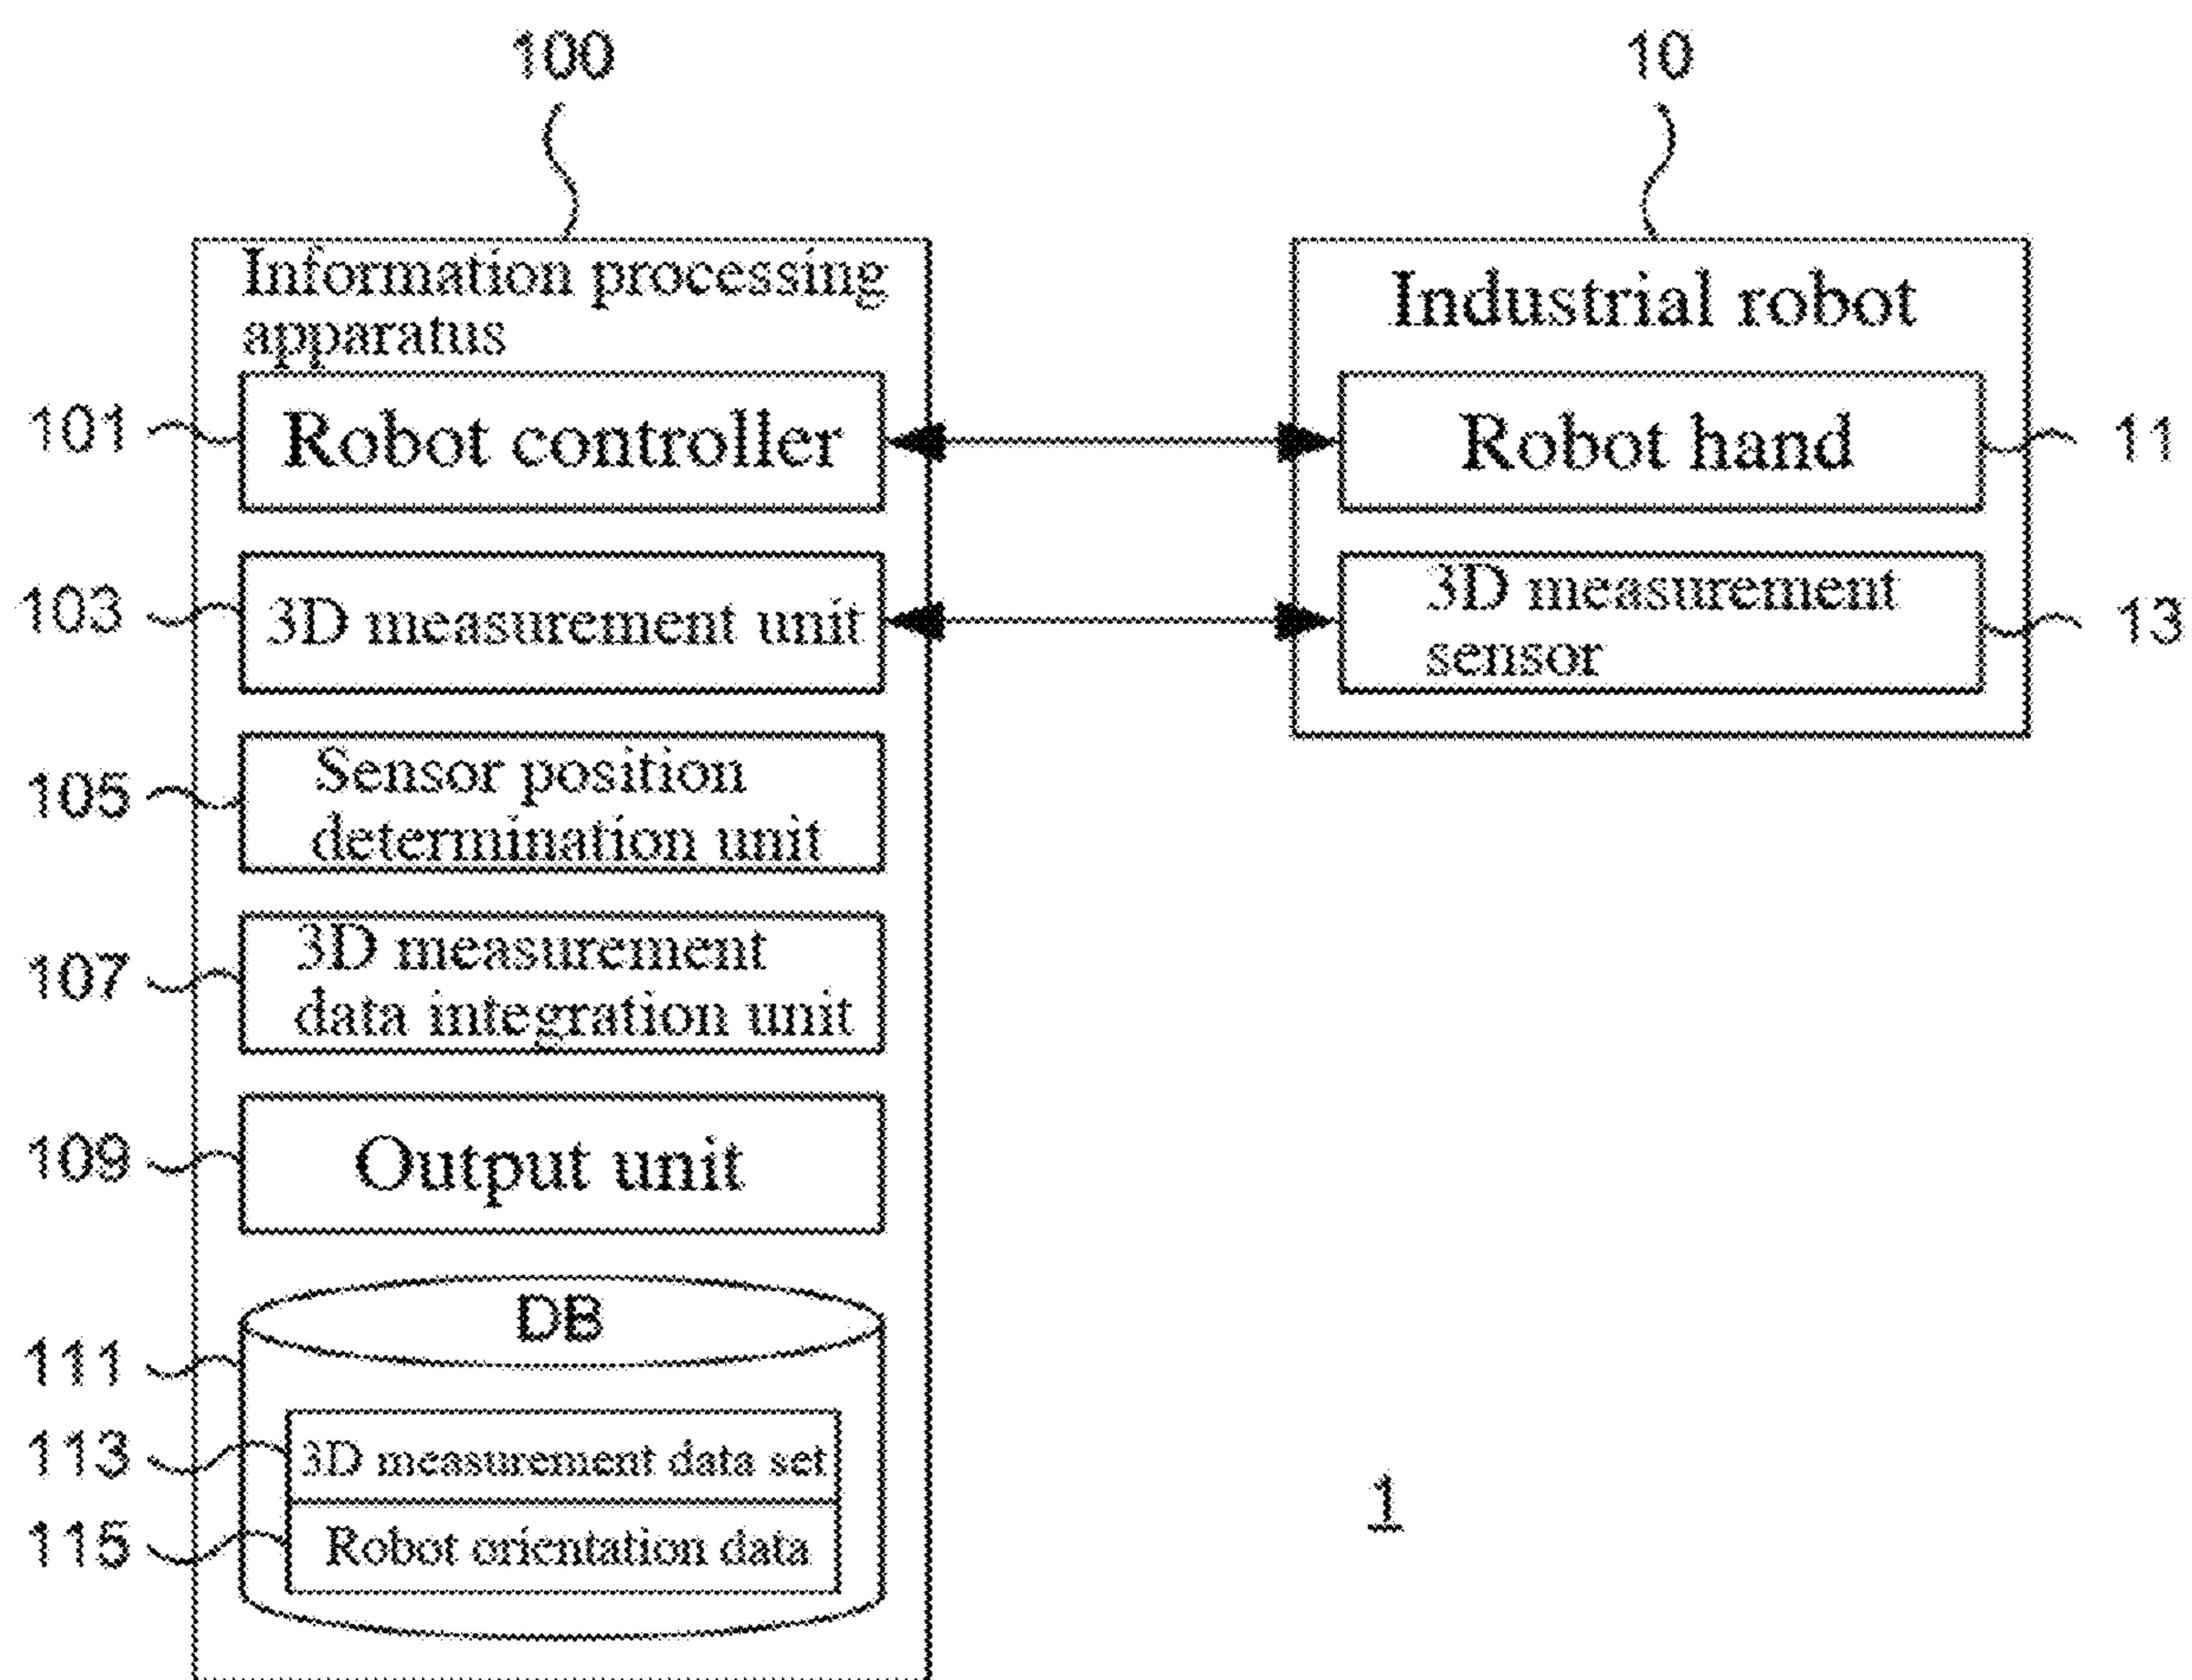 100
10
Information processing
apparatus
Industrial robot
101
Robot controller
Robot hand
11
103
3D measurement unit
3D measurement
sensor
13
105
Sensor position
determination unit
107
3D measurement
data integration unit
109
Output unit
DB
111
113
3D measurement data set
115
Robot orientation data
1